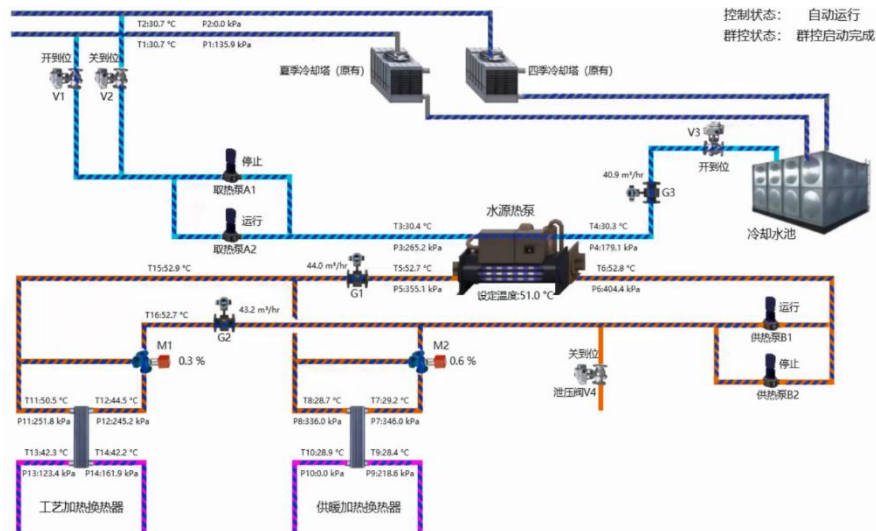 T2:30.7 °C P2:0.0 kPa
控制状态： 自动运行
T1:30.7 °C P1:135.9 kPa
群控状态： 群控启动完成
开到位
关到位
V1
V2
夏季冷却塔（原有）
四季冷却塔（原有）
停止
取热泵A1
V3
开到位
40.9 m³/hr
G3
运行
取热泵A2
水源热泵
冷却水池
T3:30.4 °C
T4:30.3 °C
P3:265.2 kPa
P4:179.1 kPa
T15:52.9 °C
44.0 m³/hr
G1
T5:52.7 °C
T6:52.8 °C
P5:355.1 kPa
设定温度:51.0 °C
P6:404.4 kPa
T16:52.7 °C
43.2 m³/hr
G2
运行
供热泵B1
M1
0.3 %
M2
0.6 %
关到位
泄压阀V4
停止
供热泵B2
T11:50.5 °C T12:44.5 °C
P11:251.8 kPa P12:245.2 kPa
T8:28.7 °C T7:29.2 °C
P8:336.0 kPa P7:346.0 kPa
T13:42.3 °C T14:42.2 °C
P13:123.4 kPa P14:161.9 kPa
T10:28.9 °C T9:28.4 °C
P10:0.0 kPa P9:218.6 kPa
工艺加热换热器
供暖加热换热器